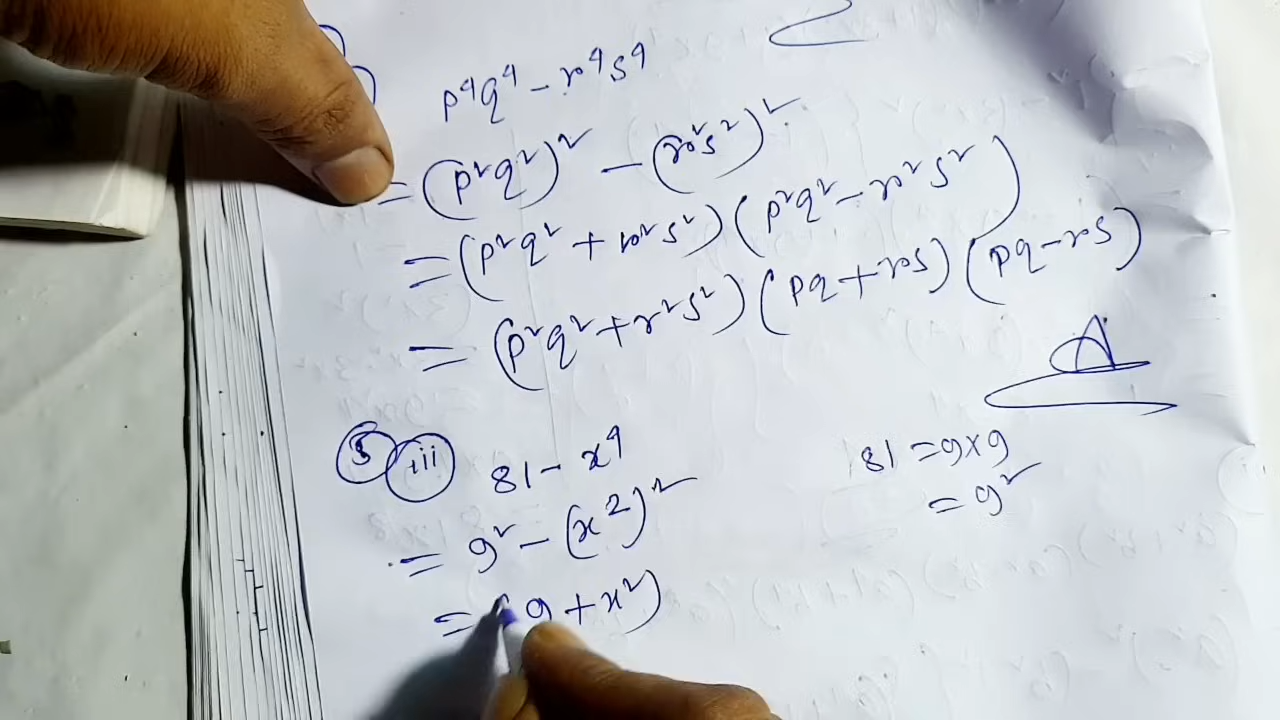 p⁴q⁴ - r⁴s⁴
= (p²q²)² - (r²s²)²
= (p²q² + r²s²) (p²q² - r²s²)
= (p²q² + r²s²) (pq + rs) (pq - rs)
A
5 iii 81 - x⁴
81 = 9×9
= 9²
= 9² - (x²)²
= (9 + x²)